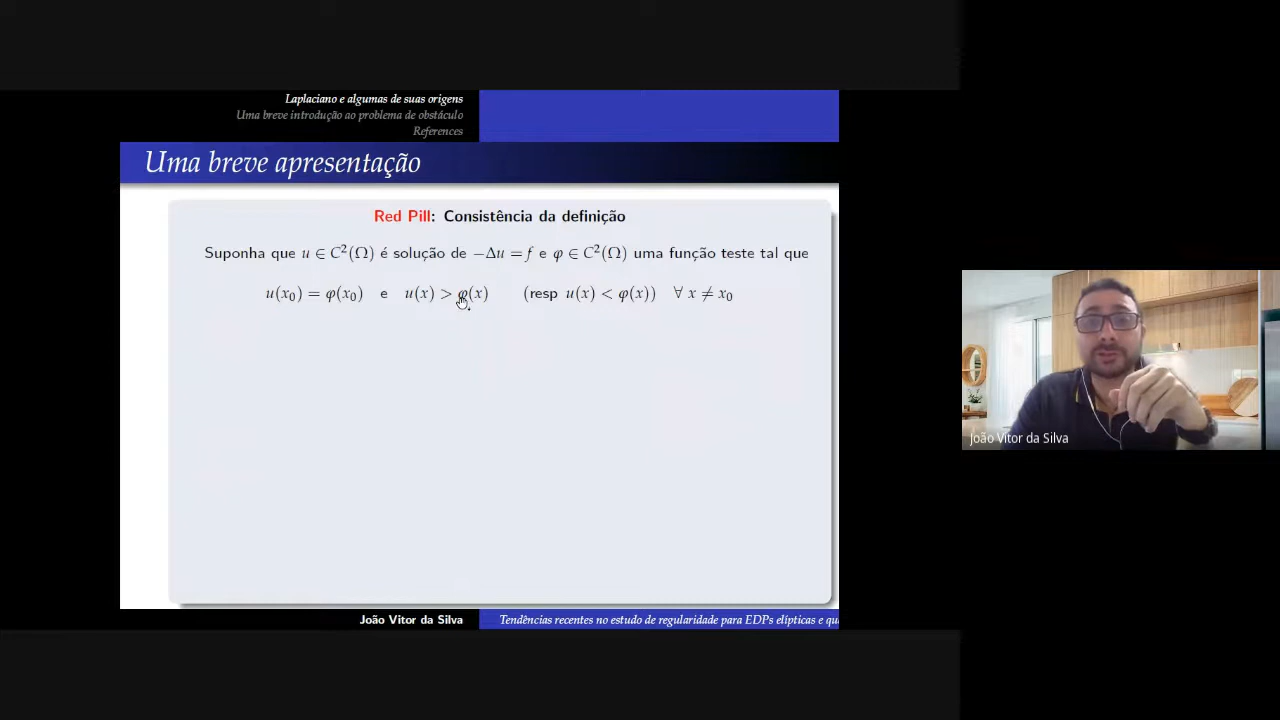 Laplaciano e algumas de suas origens
Uma breve introdução ao problema de obstáculo
References
Uma breve apresentação
Red Pill: Consistência da definição
Suponha que u ∈ C²(Ω) é solução de −Δu = f e φ ∈ C²(Ω) uma função teste tal que
u(x₀) = φ(x₀) e u(x) > φ(x) (resp u(x) < φ(x)) ∀ x ≠ x₀
João Vitor da Silva
João Vitor da Silva
Tendências recentes no estudo de regularidade para EDPs elípticas e qu